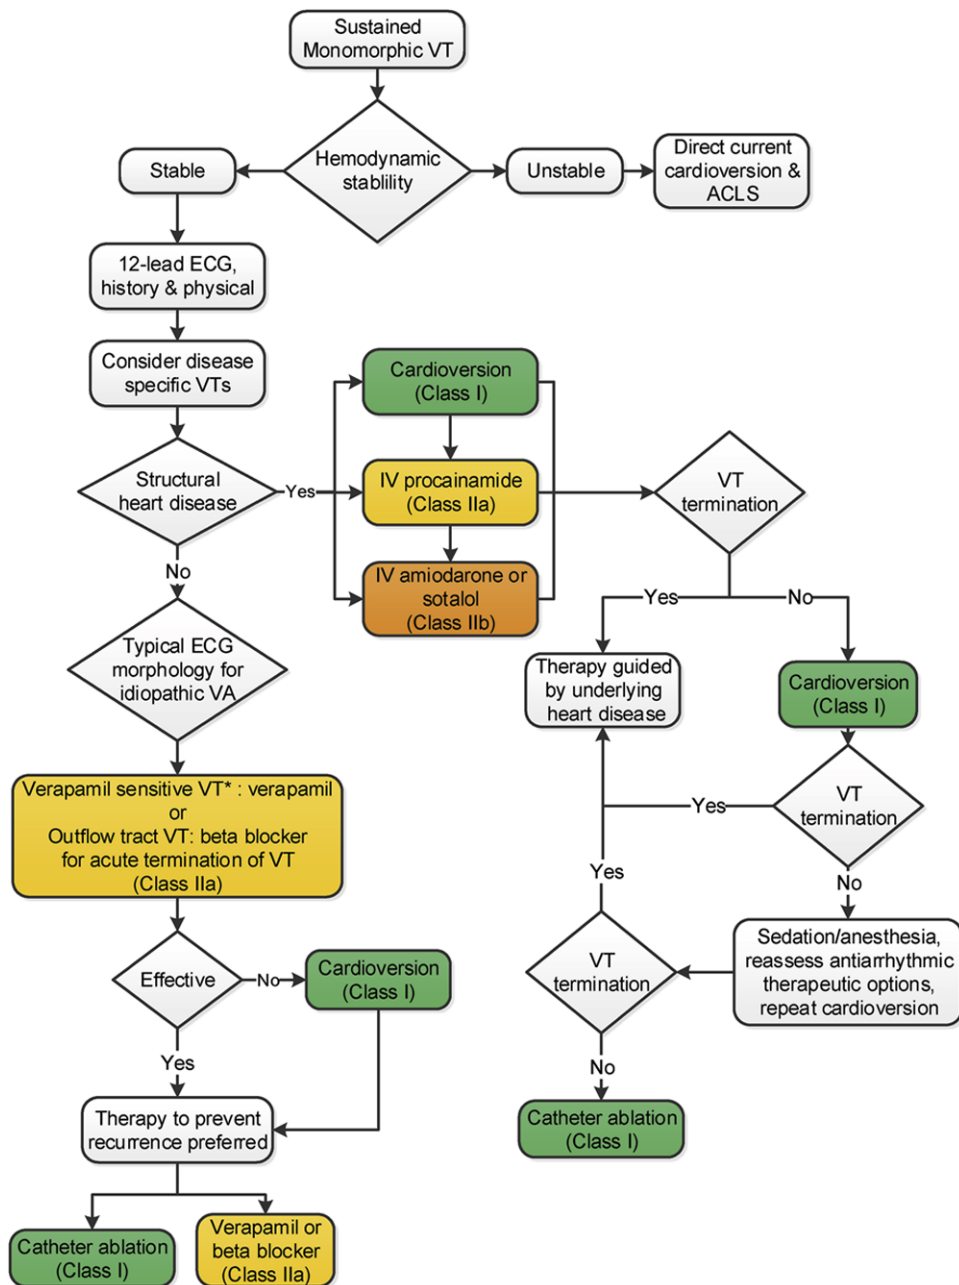 Sustained
Monomorphic VT
Hemodynamic
stablility
Stable
Unstable
Direct current
cardioversion &
ACLS
12-lead ECG,
history & physical
Consider disease
specific VTs
Structural
heart disease
Yes
No
Cardioversion
(Class I)
IV procainamide
(Class IIa)
IV amiodarone or
sotalol
(Class IIb)
VT
termination
Yes
No
Therapy guided
by underlying
heart disease
Cardioversion
(Class I)
VT
termination
Yes
No
Sedation/anesthesia,
reassess antiarrhythmic
therapeutic options,
repeat cardioversion
VT
termination
Yes
No
Catheter ablation
(Class I)
Typical ECG
morphology for
idiopathic VA
Verapamil sensitive VT* : verapamil
or
Outflow tract VT: beta blocker
for acute termination of VT
(Class IIa)
Effective
No
Cardioversion
(Class I)
Yes
Therapy to prevent
recurrence preferred
Catheter ablation
(Class I)
Verapamil or
beta blocker
(Class IIa)